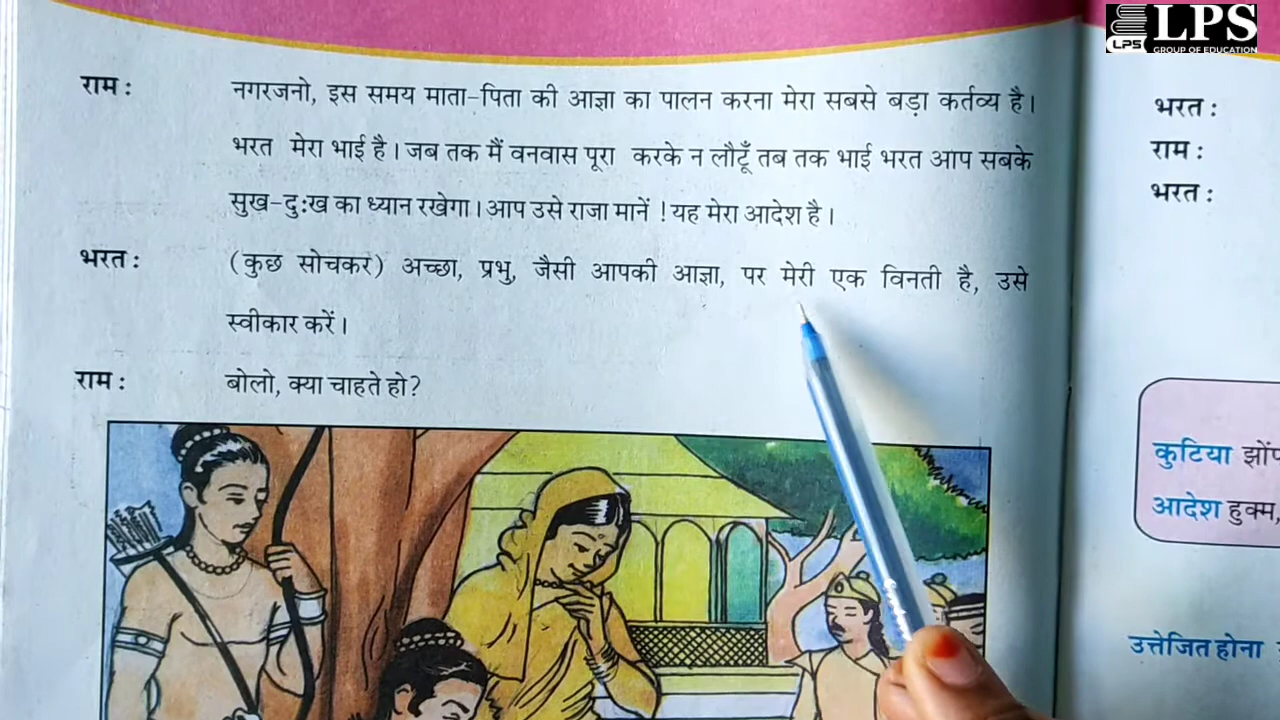 LPS
LPS
GROUP OF EDUCATION
राम : नगरजनो, इस समय माता-पिता की आज्ञा का पालन करना मेरा सबसे बड़ा कर्तव्य है।
भरत मेरा भाई है। जब तक मैं वनवास पूरा करके न लौटूँ तब तक भाई भरत आप सबके
सुख-दुःख का ध्यान रखेगा। आप उसे राजा मानें ! यह मेरा आदेश है।
भरत : (कुछ सोचकर) अच्छा, प्रभु, जैसी आपकी आज्ञा, पर मेरी एक विनती है, उसे
स्वीकार करें।
राम : बोलो, क्या चाहते हो?
भरत :
राम :
भरत :
कुटिया
आदेश हुक्म,
उत्तेजित होना